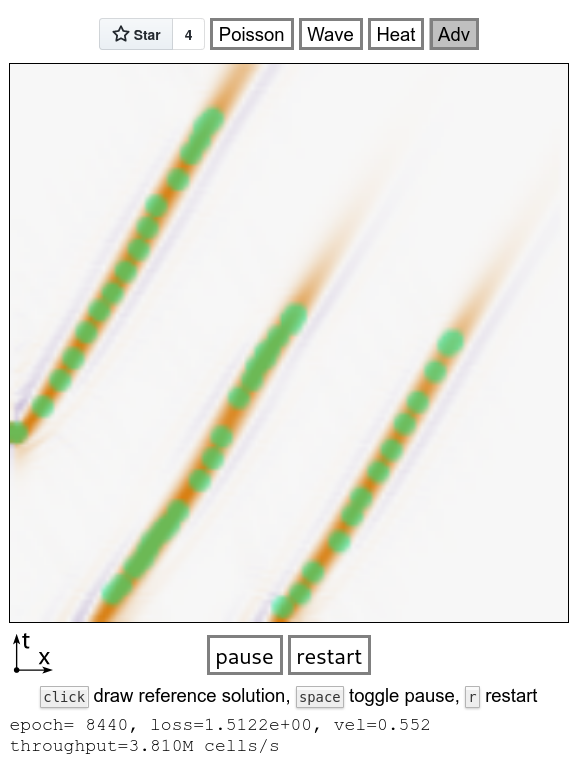 Star 4 Poisson Wave Heat Adv
t
x
pause restart
click draw reference solution, space toggle pause, r restart
epoch= 8440, loss=1.5122e+00, vel=0.552
throughput=3.810M cells/s